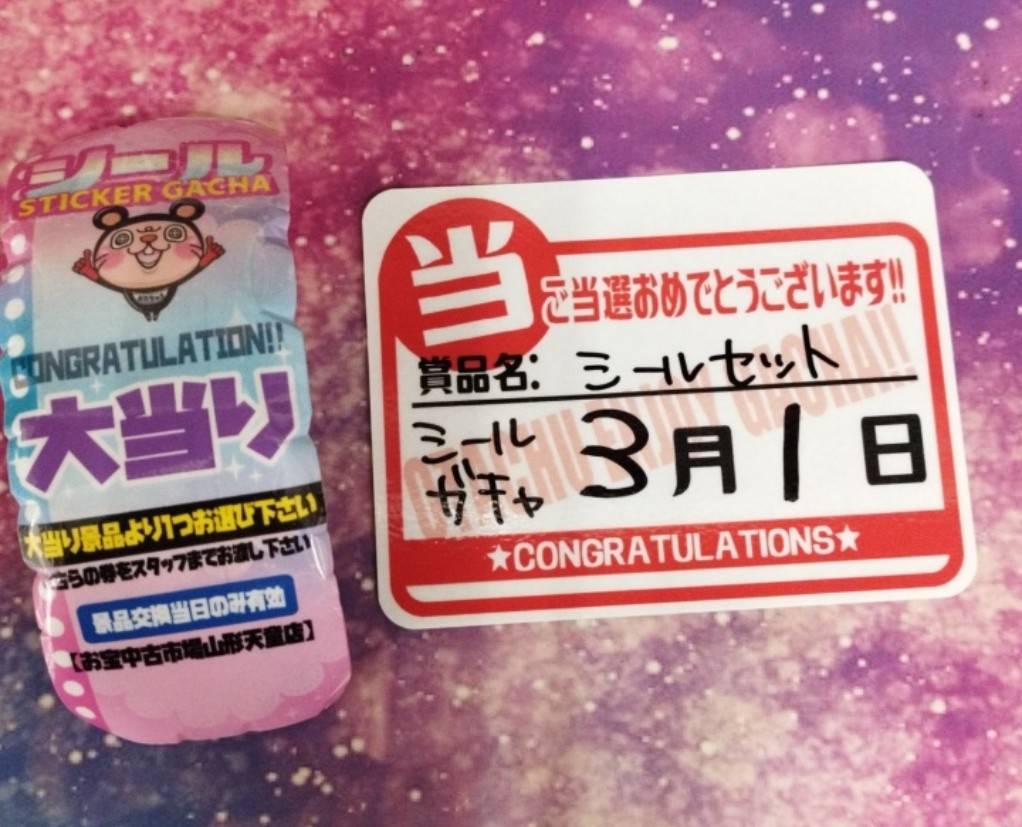 シール
STICKER GACHA
CONGRATULATION!!
大当り
大当り景品より1つお選び下さい
ちらの券をスタッフまでお渡し下さい
景品交換当日のみ有効
【お宝中古市場山形天童店】
当
ご当選おめでとうございます!!
賞品名: シールセット
シール
ガチャ
3月1日
★CONGRATULATIONS★